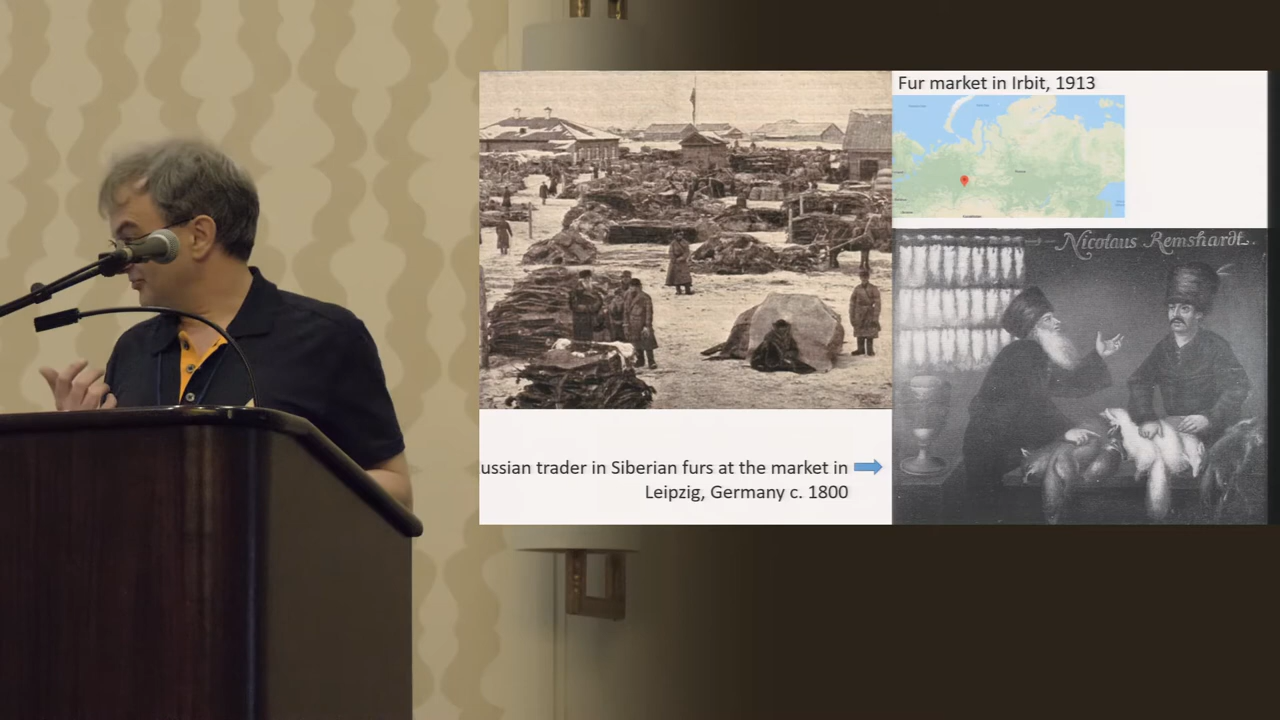 Fur market in Irbit, 1913
Nicolaus Remshardt.
ussian trader in Siberian furs at the market in
Leipzig, Germany c. 1800